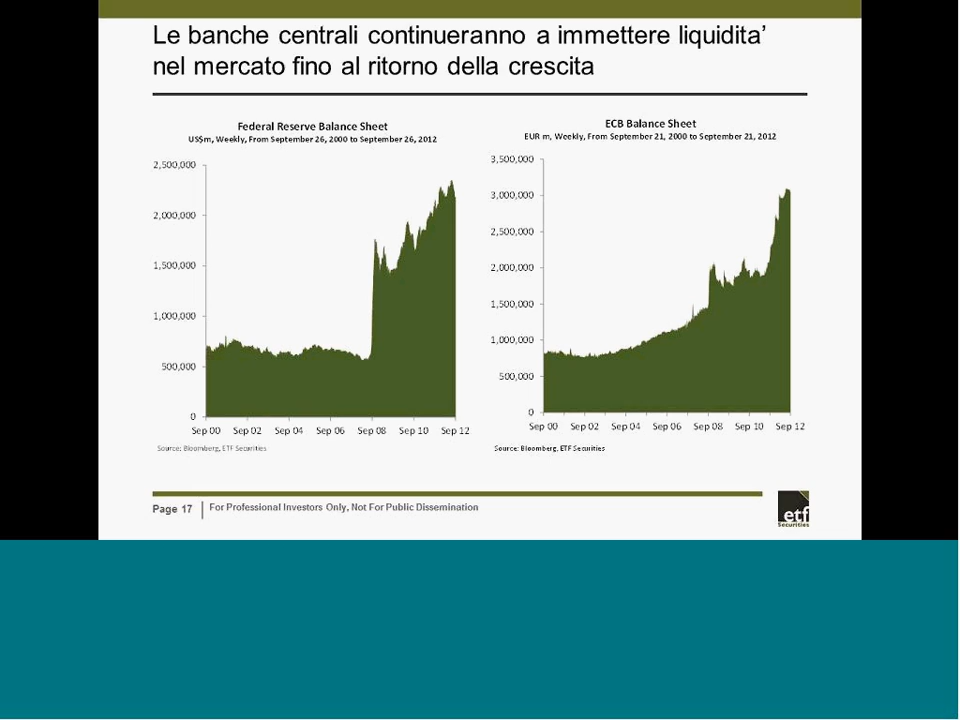 Le banche centrali continueranno a immettere liquidita’
nel mercato fino al ritorno della crescita
Federal Reserve Balance Sheet
US$m, Weekly, From September 26, 2000 to September 26, 2012
2,500,000
2,000,000
1,500,000
1,000,000
500,000
0
Sep 00 Sep 02 Sep 04 Sep 06 Sep 08 Sep 10 Sep 12
Source: Bloomberg, ETF Securities
ECB Balance Sheet
EUR m, Weekly, From September 21, 2000 to September 21, 2012
3,500,000
3,000,000
2,500,000
2,000,000
1,500,000
1,000,000
500,000
0
Sep 00 Sep 02 Sep 04 Sep 06 Sep 08 Sep 10 Sep 12
Source: Bloomberg, ETF Securities
Page 17 For Professional Investors Only, Not For Public Dissemination
etf
Securities